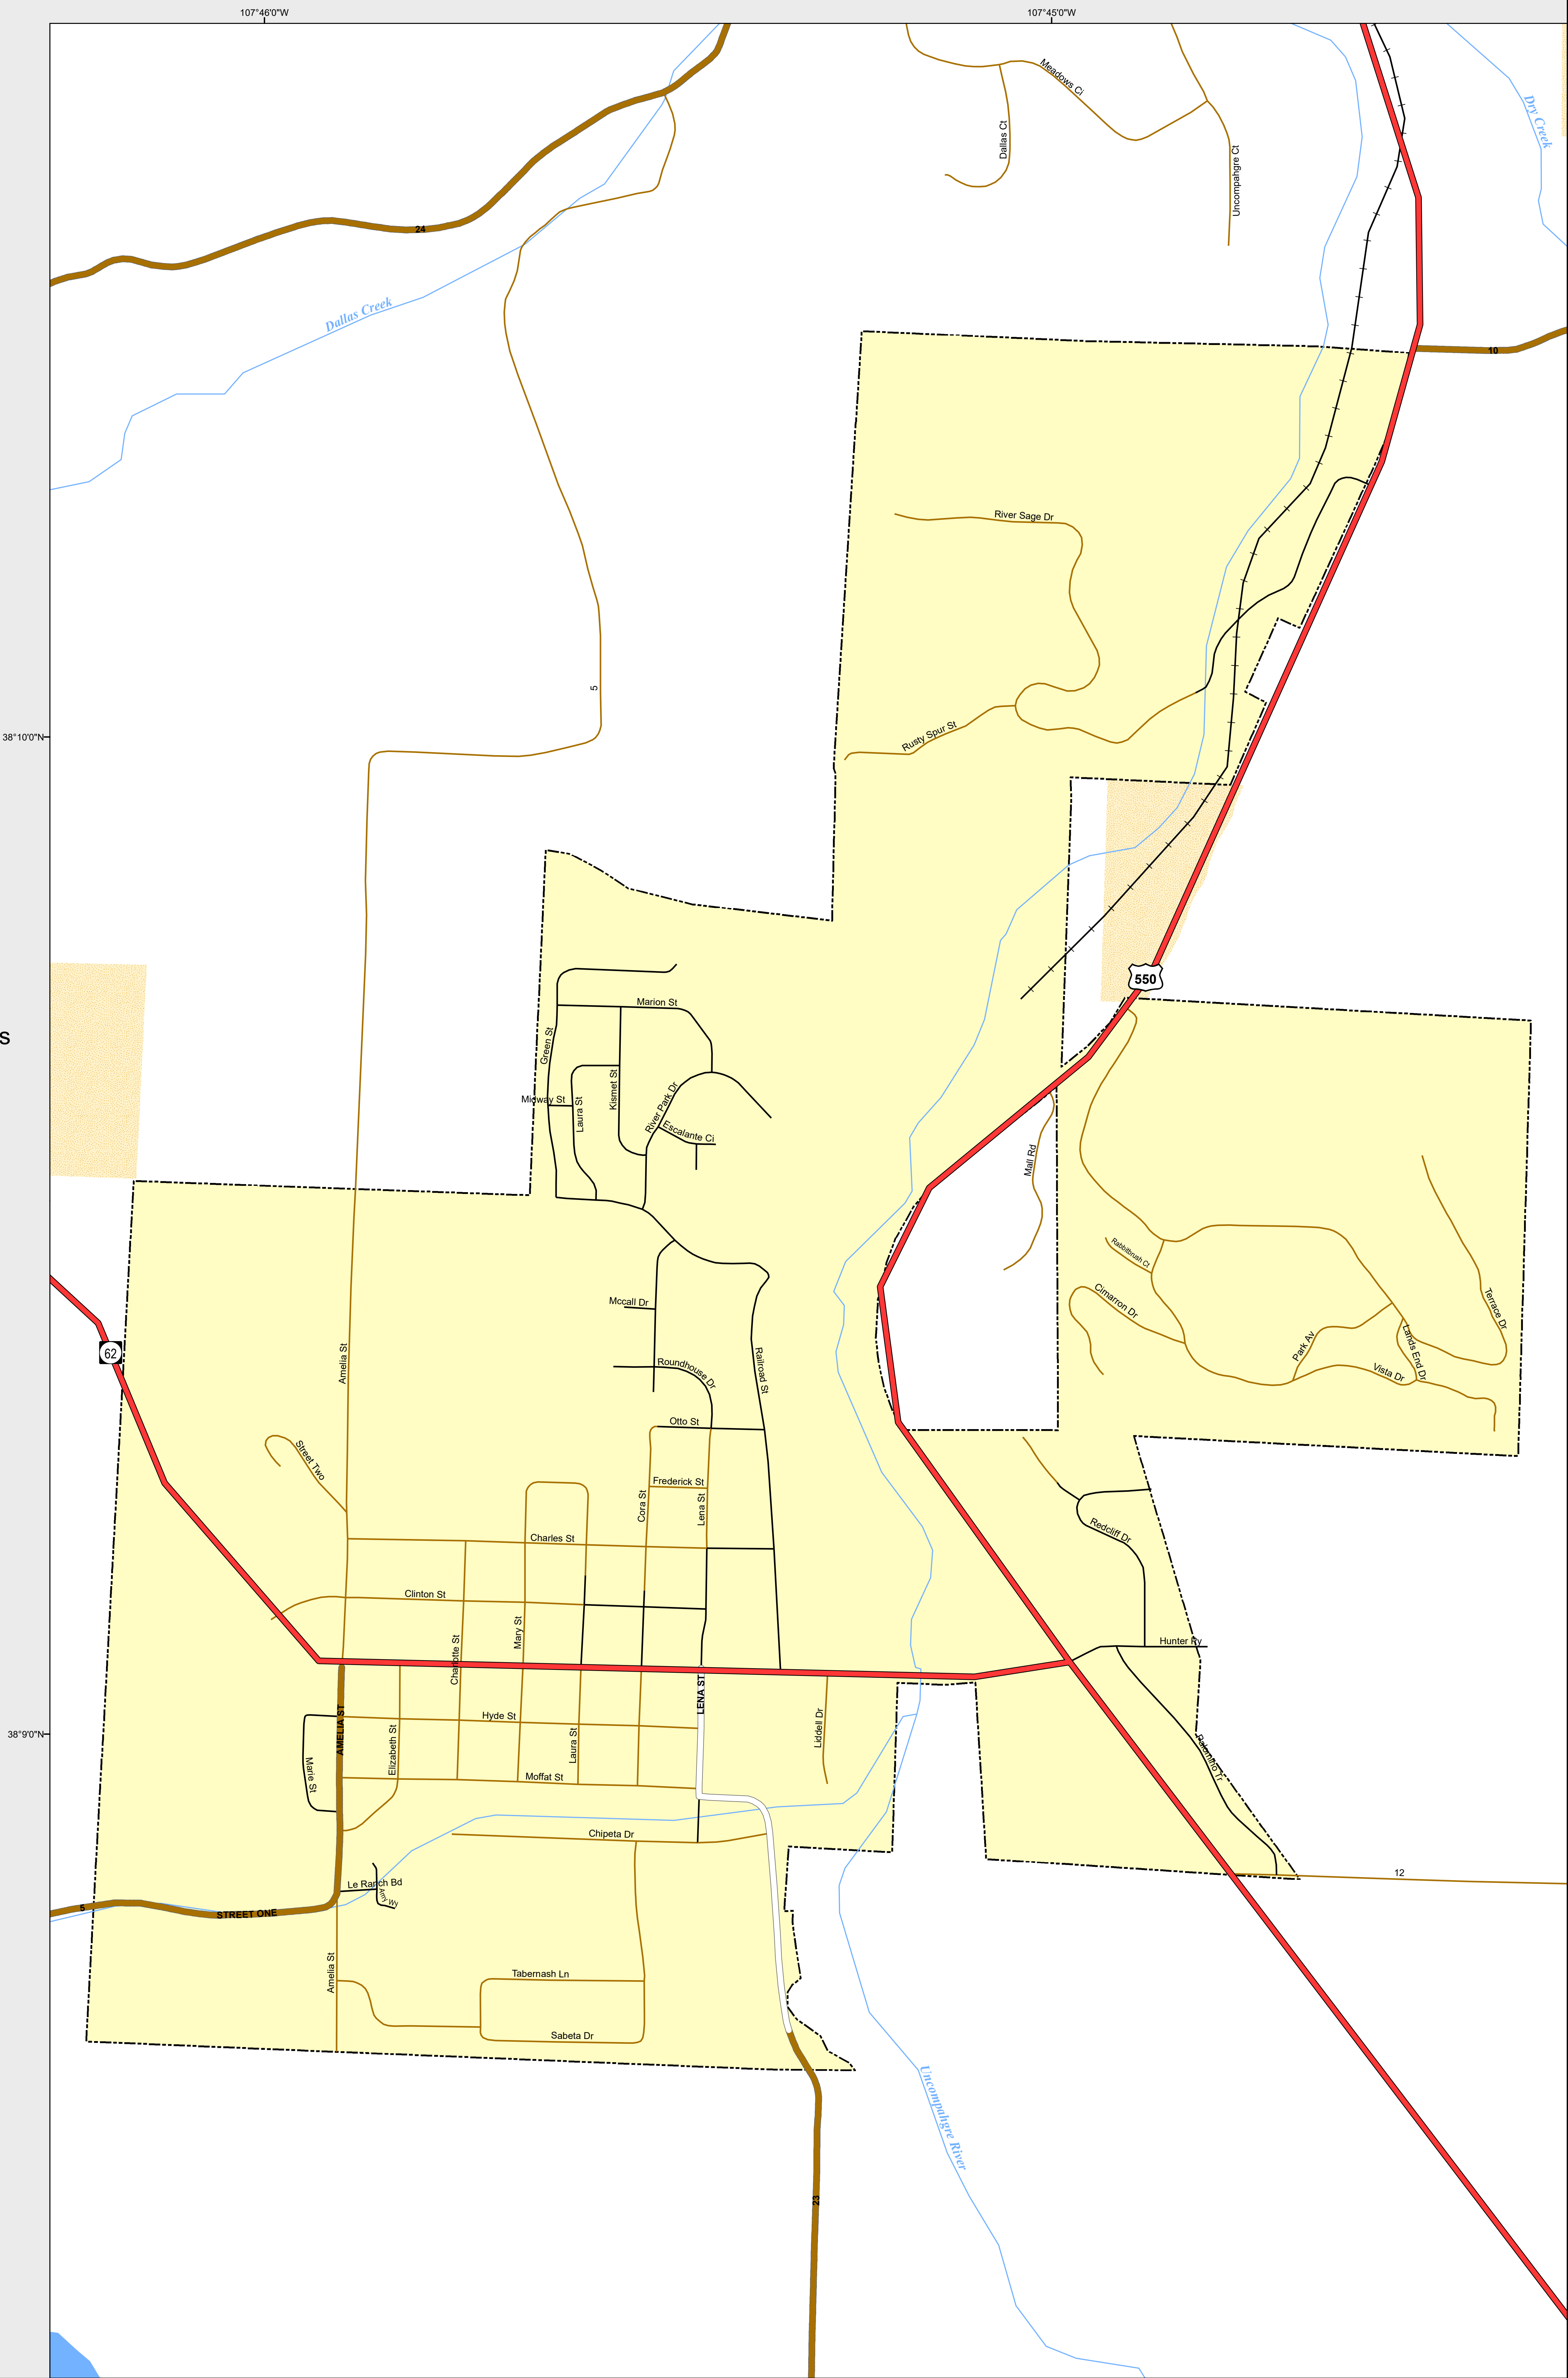 107°46'0"W
107°45'0"W
Meadows Ci
Dry Creek
Dallas Ct
Uncompahgre Ct
24
Dallas Creek
10
River Sage Dr
5
Rusty Spur St
38°10'0"N
550
Marion St
s
Green St
Kismet St
Midway St
Laura St
River Park Dr
Escalante Ci
Mall Rd
Rabbitbrush Ct
Cimarron Dr
Mccall Dr
Terrace Dr
62
Amelia St
Railroad St
Roundhouse Dr
Park Av
Lands End Dr
Vista Dr
Otto St
Street Two
Frederick St
Cora St
Lena St
Redcliff Dr
Charles St
Clinton St
Mary St
Charlotte St
Hunter Ry
LENA ST
AMELIA ST
Hyde St
Elizabeth St
Laura St
Liddell Dr
38°9'0"N
Palomino Tr
Marie St
Moffat St
Chipeta Dr
12
Le Ranch Bd
Amy Wy
5
STREET ONE
Amelia St
Tabernash Ln
Sabeta Dr
Uncompahgre River
23